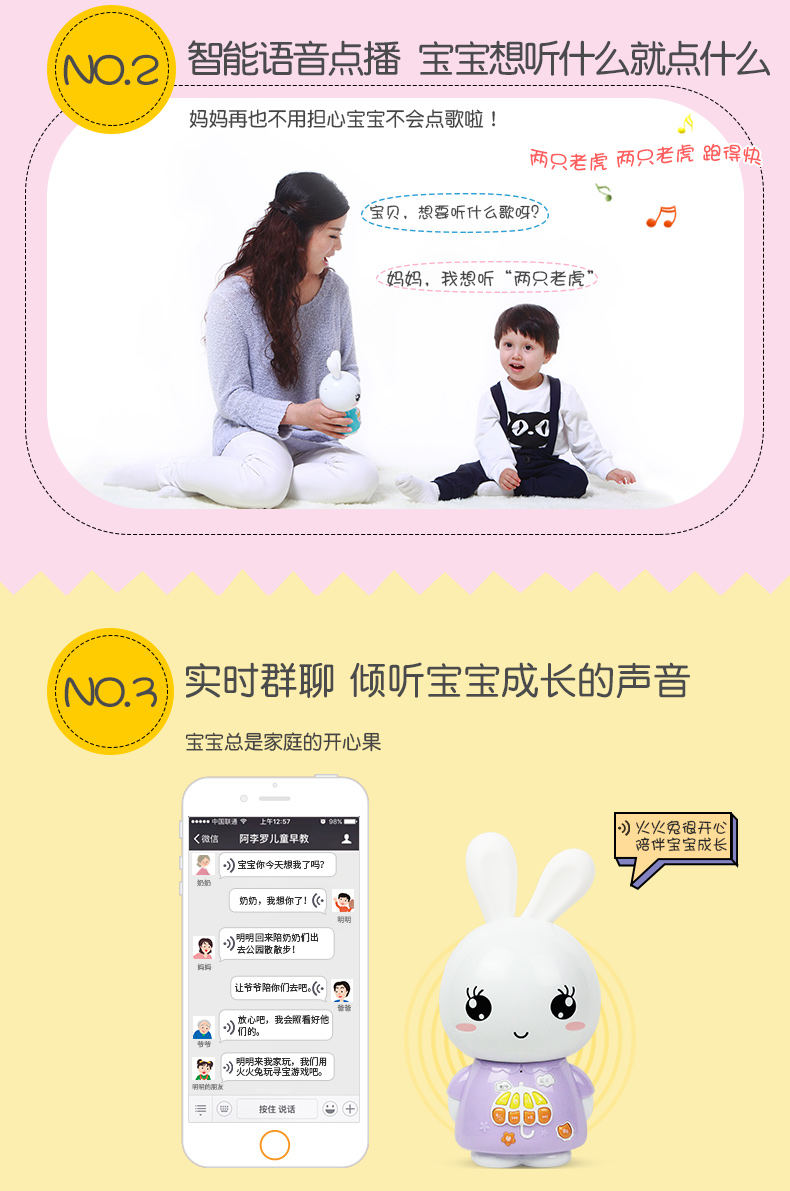 NO.2
智能语音点播 宝宝想听什么就点什么
妈妈再也不用担心宝宝不会点歌啦！
两只老虎 两只老虎 跑得快
宝贝，想要听什么歌呀？
妈妈，我想听“两只老虎”
NO.3
实时群聊 倾听宝宝成长的声音
宝宝总是家庭的开心果
中国联通 上午12:57 98%
微信 阿李罗儿童早教
宝宝你今天想我了吗？
奶奶
奶奶，我想你了！
明明
明明回来陪奶奶们出
去公园散散步！
妈妈
让爷爷陪你们去吧。
爸爸
放心吧，我会照看好他
们的。
爷爷
明明来我家玩，我们用
火火兔玩寻宝游戏吧。
明明的朋友
按住 说话
火火兔很开心
陪伴宝宝成长